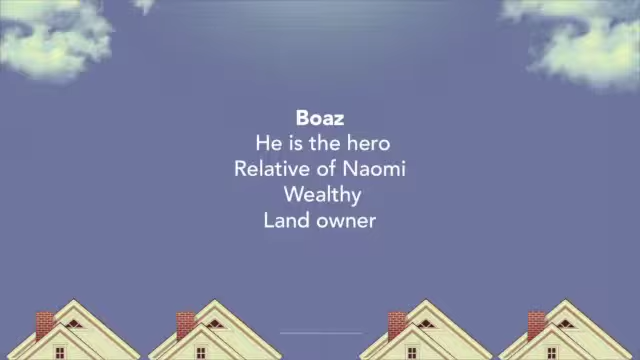 Boaz
He is the hero
Relative of Naomi
Wealthy
Land owner